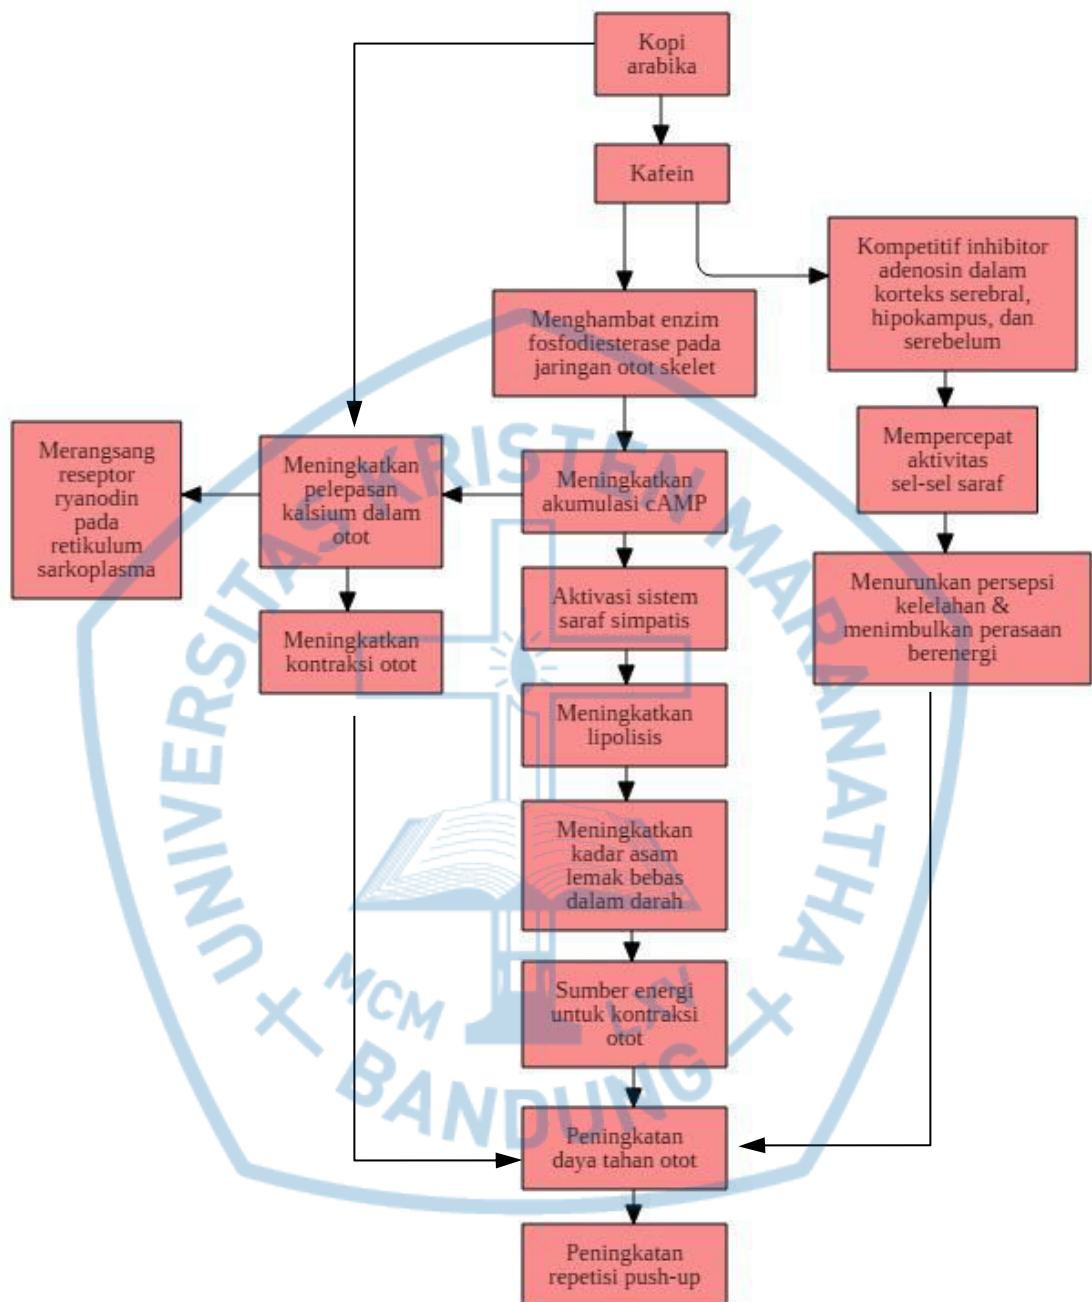 Kopi
arabika
Kafein
Kompetitif inhibitor
adenosin dalam
korteks serebral,
hipokampus, dan
serebelum
Menghambat enzim
fosfodiesterase pada
jaringan otot skelet
Mempercepat
aktivitas
sel-sel saraf
Merangsang
reseptor
ryanodin
pada
retikulum
sarkoplasma
Meningkatkan
pelepasan
kalsium dalam
otot
Meningkatkan
akumulasi cAMP
Menurunkan persepsi
kelelahan &
menimbulkan perasaan
berenergi
Aktivasi sistem
saraf simpatis
Meningkatkan
kontraksi otot
Meningkatkan
lipolisis
Meningkatkan
kadar asam
lemak bebas
dalam darah
Sumber energi
untuk kontraksi
otot
Peningkatan
daya tahan otot
Peningkatan
repetisi push-up
UNIVERSITAS KRISTEN MARANATHA
MCM LXV
BANDUNG